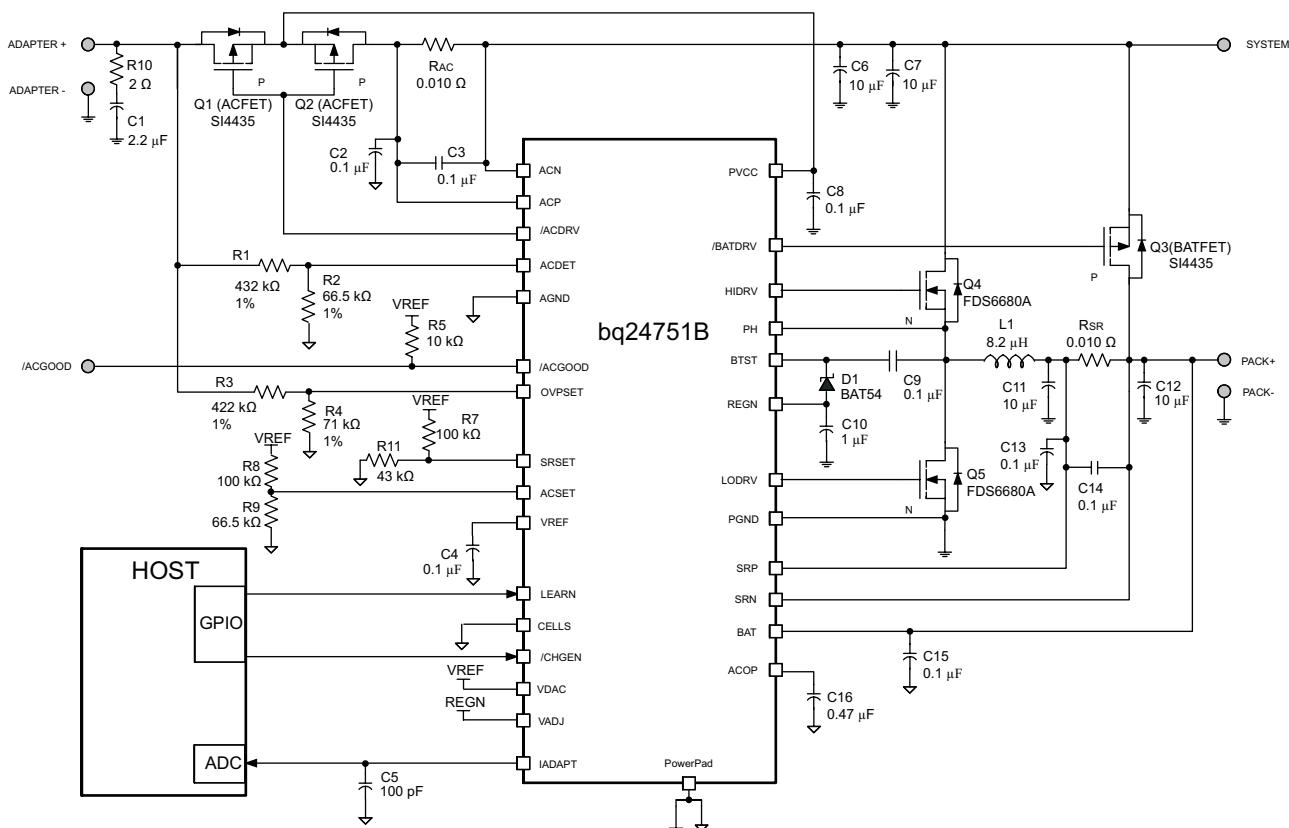 ADAPTER +
ADAPTER -
R10
2 Ω
C1
2.2 µF
P
Q1 (ACFET)
SI4435
P
Q2 (ACFET)
SI4435
RAC
0.010 Ω
C2
0.1 µF
C3
0.1 µF
C6
10 µF
C7
10 µF
SYSTEM
R1
432 kΩ
1%
R2
66.5 kΩ
1%
VREF
R5
10 kΩ
/ACGOOD
R3
422 kΩ
1%
R4
71 kΩ
1%
VREF
R7
100 kΩ
R11
43 kΩ
VREF
R8
100 kΩ
R9
66.5 kΩ
C4
0.1 µF
HOST
GPIO
ADC
VREF
REGN
C5
100 pF
bq24751B
ACN
ACP
/ACDRV
ACDET
AGND
/ACGOOD
OVPSET
SRSET
ACSET
VREF
LEARN
CELLS
/CHGEN
VDAC
VADJ
IADAPT
PowerPad
PVCC
/BATDRV
HIDRV
PH
BTST
REGN
LODRV
PGND
SRP
SRN
BAT
ACOP
C8
0.1 µF
Q3(BATFET)
SI4435
P
Q4
FDS6680A
N
L1
8.2 µH
RSR
0.010 Ω
D1
BAT54
C9
0.1 µF
C10
1 µF
C11
10 µF
C12
10 µF
PACK+
PACK-
C13
0.1 µF
C14
0.1 µF
Q5
FDS6680A
N
C15
0.1 µF
C16
0.47 µF